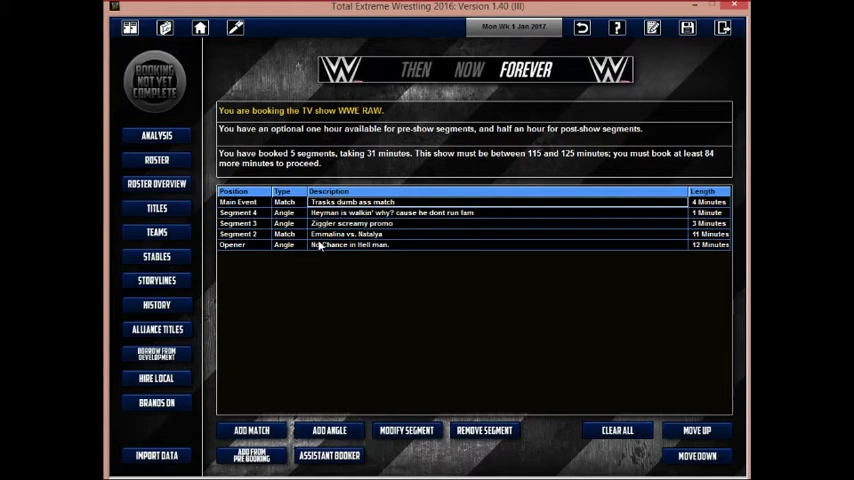 Total Extreme Wrestling 2016: Version 1.40 (III)
Mon Wk 1 Jan 2017
BOOKING NOT YET COMPLETE
THEN NOW FOREVER
You are booking the TV show WWE RAW.
You have an optional one hour available for pre-show segments, and half an hour for post-show segments.
You have booked 5 segments, taking 31 minutes. This show must be between 115 and 125 minutes; you must book at least 84
more minutes to proceed.
ANALYSIS
ROSTER
ROSTER OVERVIEW
TITLES
TEAMS
STABLES
STORYLINES
HISTORY
ALLIANCE TITLES
BORROW FROM
DEVELOPMENT
HIRE LOCAL
BRANDS ON
IMPORT DATA
Position Type Description Length
Main Event Match Trasks dumb ass match 4 Minutes
Segment 4 Angle Heyman is walkin' why? cause he dont run fam 1 Minute
Segment 3 Angle Ziggler screamy promo 3 Minutes
Segment 2 Match Emmalina vs. Natalya 11 Minutes
Opener Angle No Chance in Hell man. 12 Minutes
ADD MATCH ADD ANGLE MODIFY SEGMENT REMOVE SEGMENT CLEAR ALL MOVE UP
ADD FROM
PRE BOOKING
ASSISTANT BOOKER MOVE DOWN